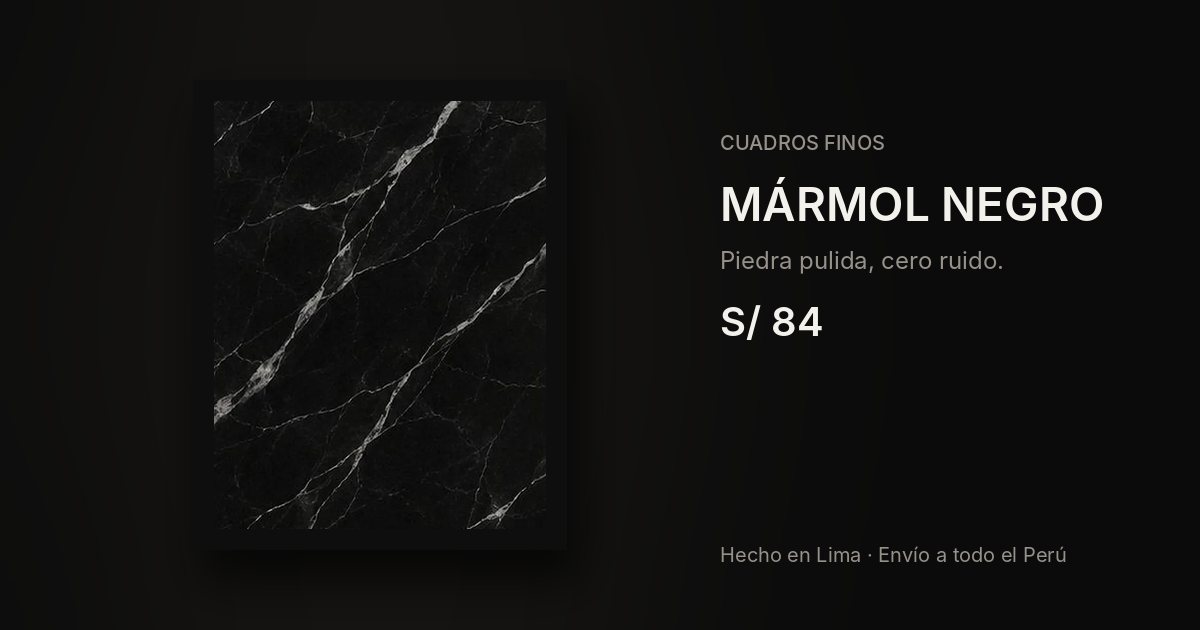 CUADROS FINOS
MÁRMOL NEGRO
Piedra pulida, cero ruido.
S/ 84
Hecho en Lima · Envío a todo el Perú